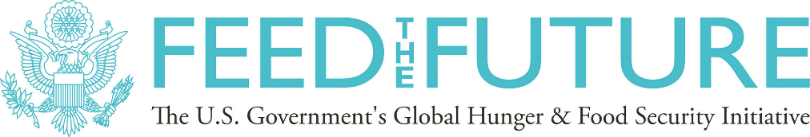 FEED THE FUTURE
The U.S. Government's Global Hunger & Food Security Initiative